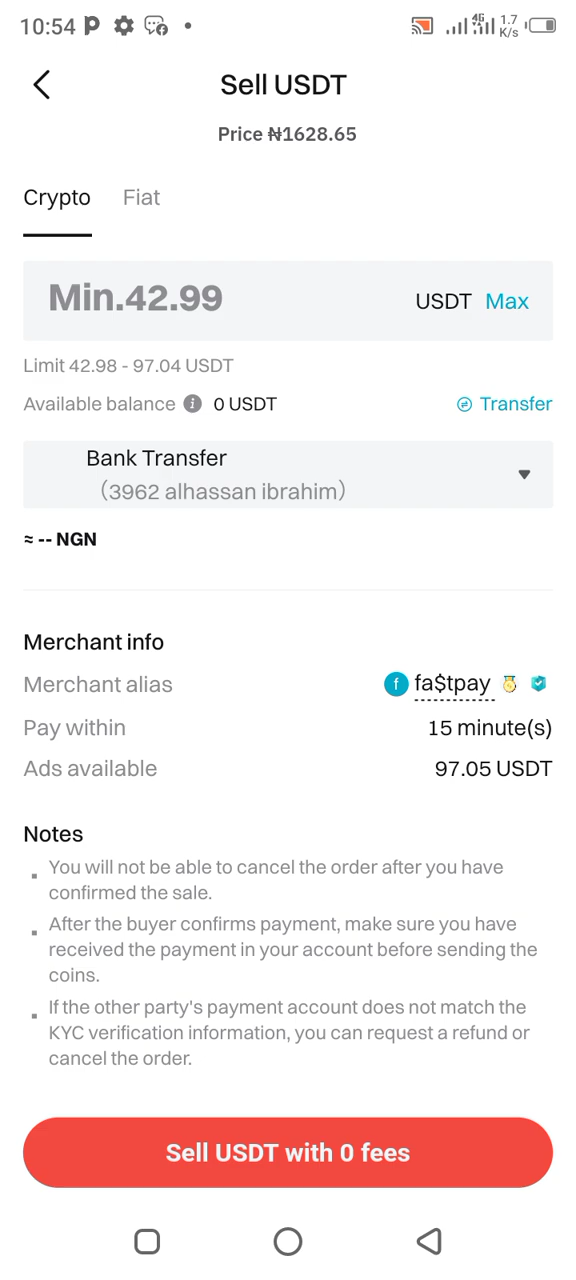 10:54
4G
1.7
K/s
Sell USDT
Price ₦1628.65
Crypto Fiat
Min.42.99 USDT Max
Limit 42.98 - 97.04 USDT
Available balance 0 USDT Transfer
Bank Transfer
(3962 alhassan ibrahim)
≈ -- NGN
Merchant info
Merchant alias f fa$tpay
Pay within 15 minute(s)
Ads available 97.05 USDT
Notes
You will not be able to cancel the order after you have
confirmed the sale.
After the buyer confirms payment, make sure you have
received the payment in your account before sending the
coins.
If the other party's payment account does not match the
KYC verification information, you can request a refund or
cancel the order.
Sell USDT with 0 fees